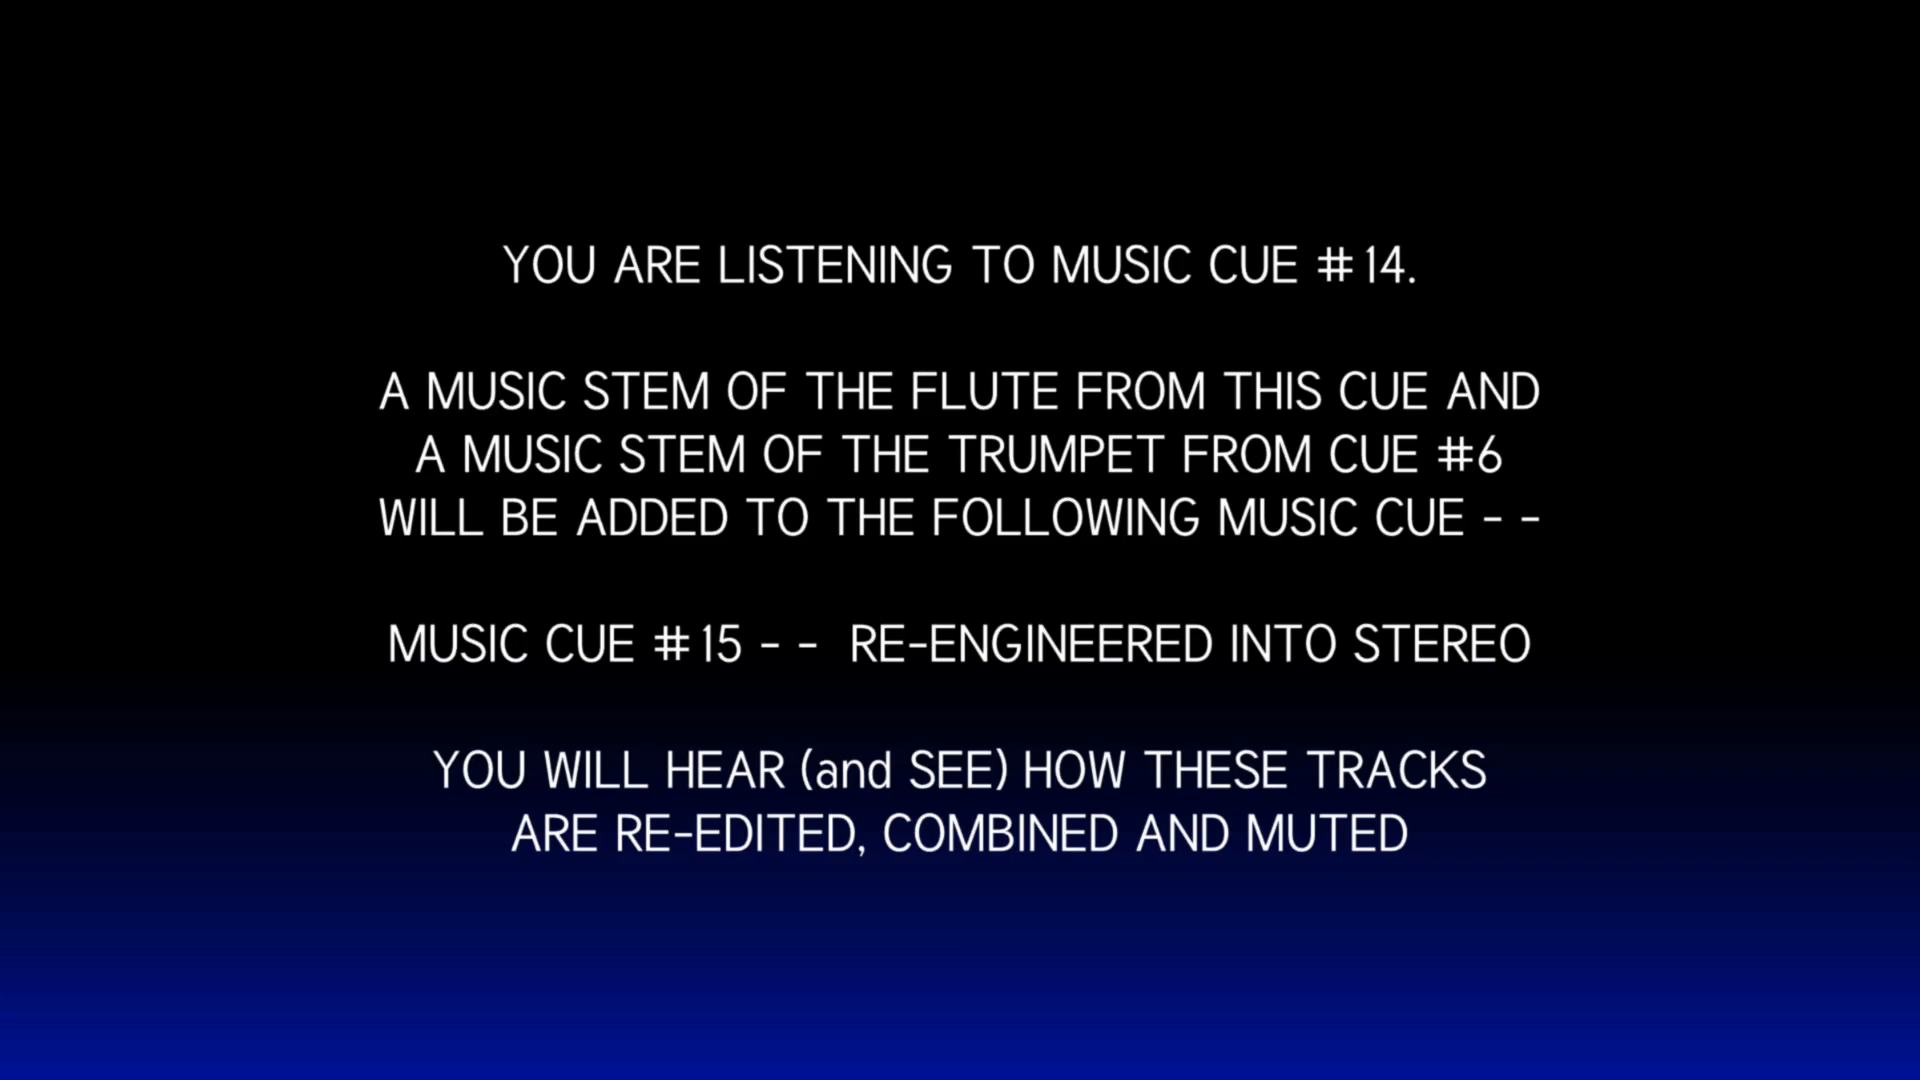 YOU ARE LISTENING TO MUSIC CUE #14.
A MUSIC STEM OF THE FLUTE FROM THIS CUE AND
A MUSIC STEM OF THE TRUMPET FROM CUE #6
WILL BE ADDED TO THE FOLLOWING MUSIC CUE - -
MUSIC CUE #15 - -  RE-ENGINEERED INTO STEREO
YOU WILL HEAR (and SEE) HOW THESE TRACKS
ARE RE-EDITED, COMBINED AND MUTED